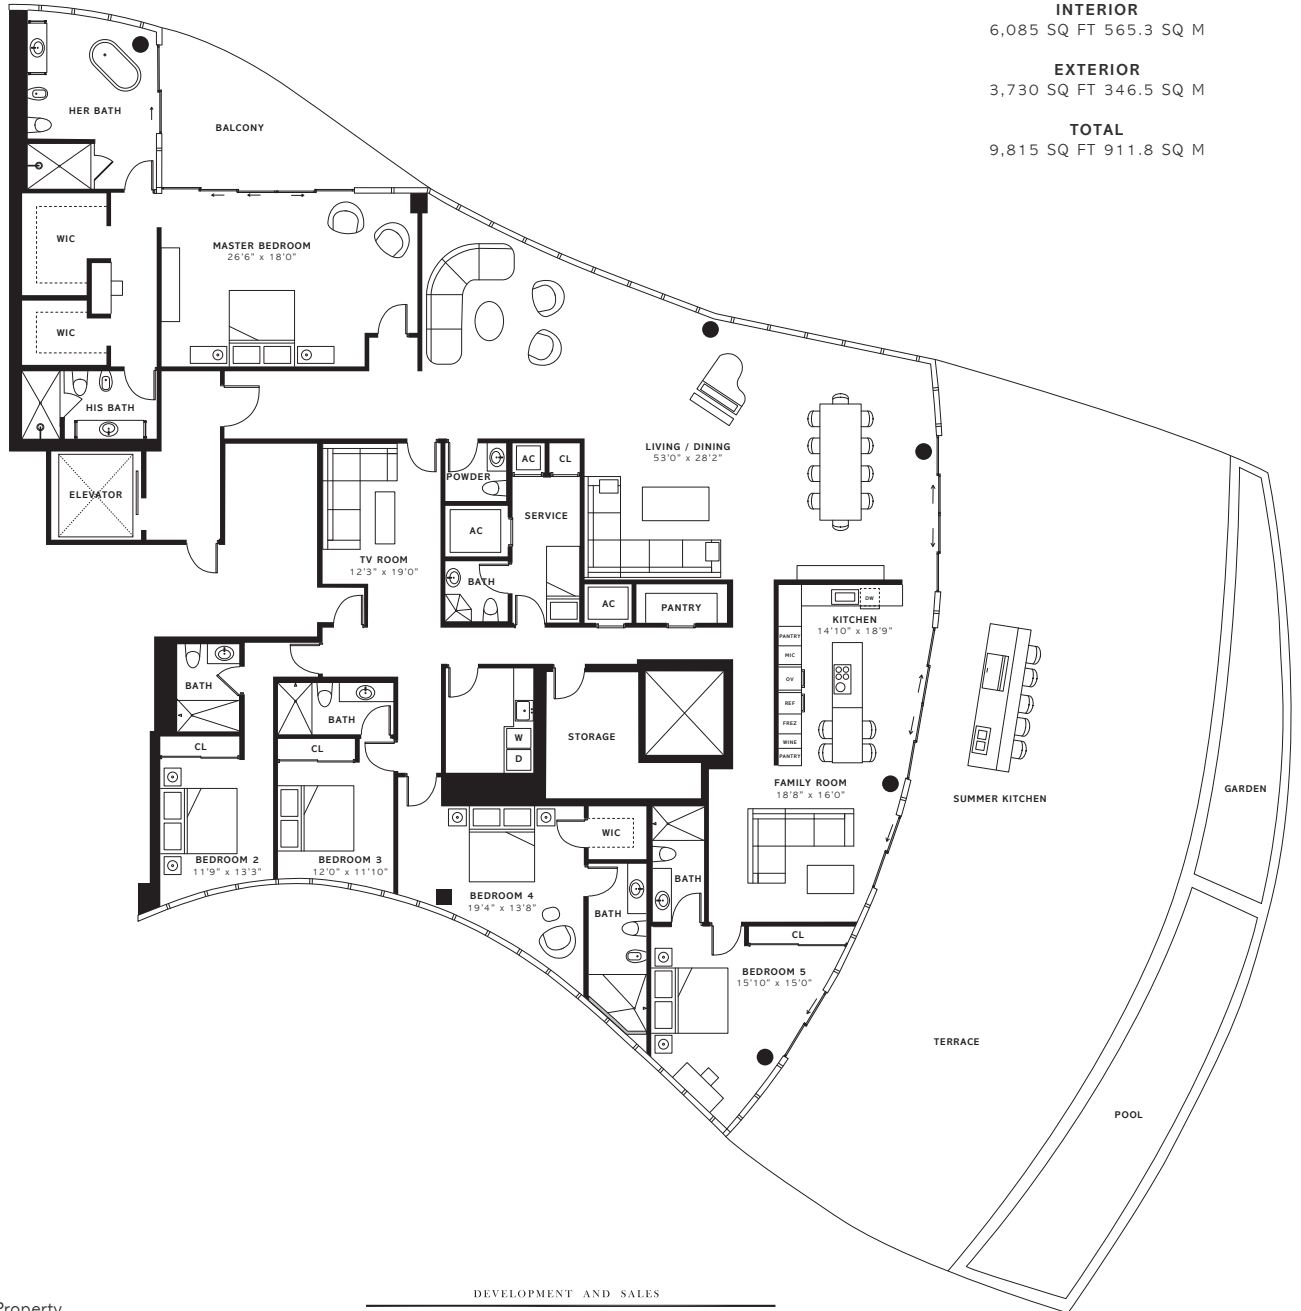 INTERIOR
6,085 SQ FT 565.3 SQ M
EXTERIOR
3,730 SQ FT 346.5 SQ M
TOTAL
9,815 SQ FT 911.8 SQ M
HER BATH
BALCONY
WIC
MASTER BEDROOM
26'6" x 18'0"
WIC
HIS BATH
ELEVATOR
LIVING / DINING
53'0" x 28'2"
POWDER
AC
CL
AC
SERVICE
TV ROOM
12'3" x 19'0"
BATH
AC
PANTRY
KITCHEN
14'10" x 18'9"
DW
PANTRY
MIC
OV
REF
FREZ
WINE
PANTRY
BATH
BATH
CL
CL
W
D
STORAGE
FAMILY ROOM
18'8" x 16'0"
SUMMER KITCHEN
GARDEN
WIC
BEDROOM 2
11'9" x 13'3"
BEDROOM 3
12'0" x 11'10"
BEDROOM 4
19'4" x 13'8"
BATH
BATH
CL
BEDROOM 5
15'10" x 15'0"
TERRACE
POOL
DEVELOPMENT AND SALES
Property